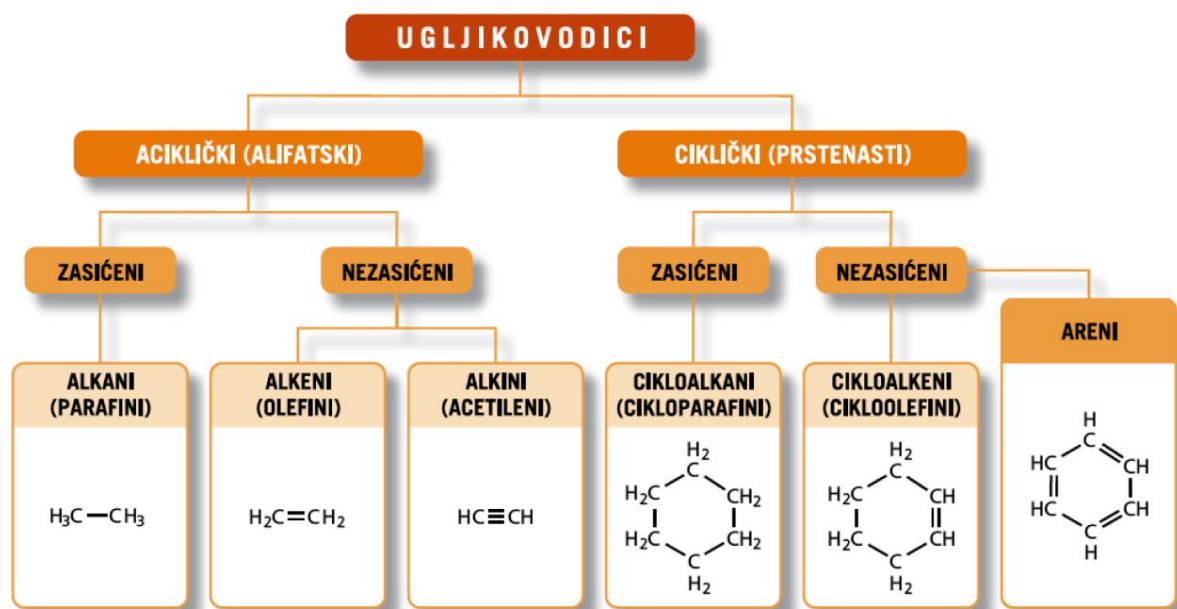 UGLJIKOVODICI
ACIKLIČKI (ALIFATSKI)
CIKLIČKI (PRSTENASTI)
ZASIĆENI
NEZASIĆENI
ZASIĆENI
NEZASIĆENI
ARENI
ALKANI
(PARAFINI)
ALKENI
(OLEFINI)
ALKINI
(ACETILENI)
CIKLOALKANI
(CIKLOPARAFINI)
CIKLOALKENI
(CIKLOOLEFINI)
H₃C—CH₃
H₂C=CH₂
HC≡CH
H₂
C
H₂C CH₂
H₂C CH₂
C
H₂
H₂
C
H₂C CH
H₂C CH
C
H₂
H
C
HC CH
HC CH
C
H